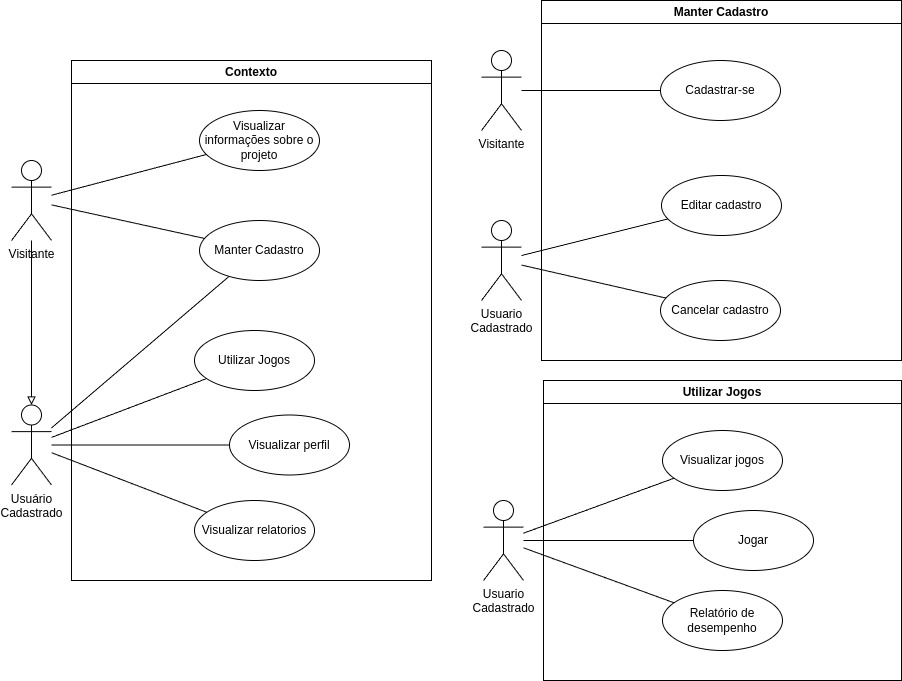 Contexto
Visualizar
informações sobre o
projeto
Visitante
Manter Cadastro
Utilizar Jogos
Visualizar perfil
Usuário
Cadastrado
Visualizar relatorios
Manter Cadastro
Cadastrar-se
Visitante
Editar cadastro
Usuario
Cadastrado
Cancelar cadastro
Utilizar Jogos
Visualizar jogos
Jogar
Usuario
Cadastrado
Relatório de
desempenho